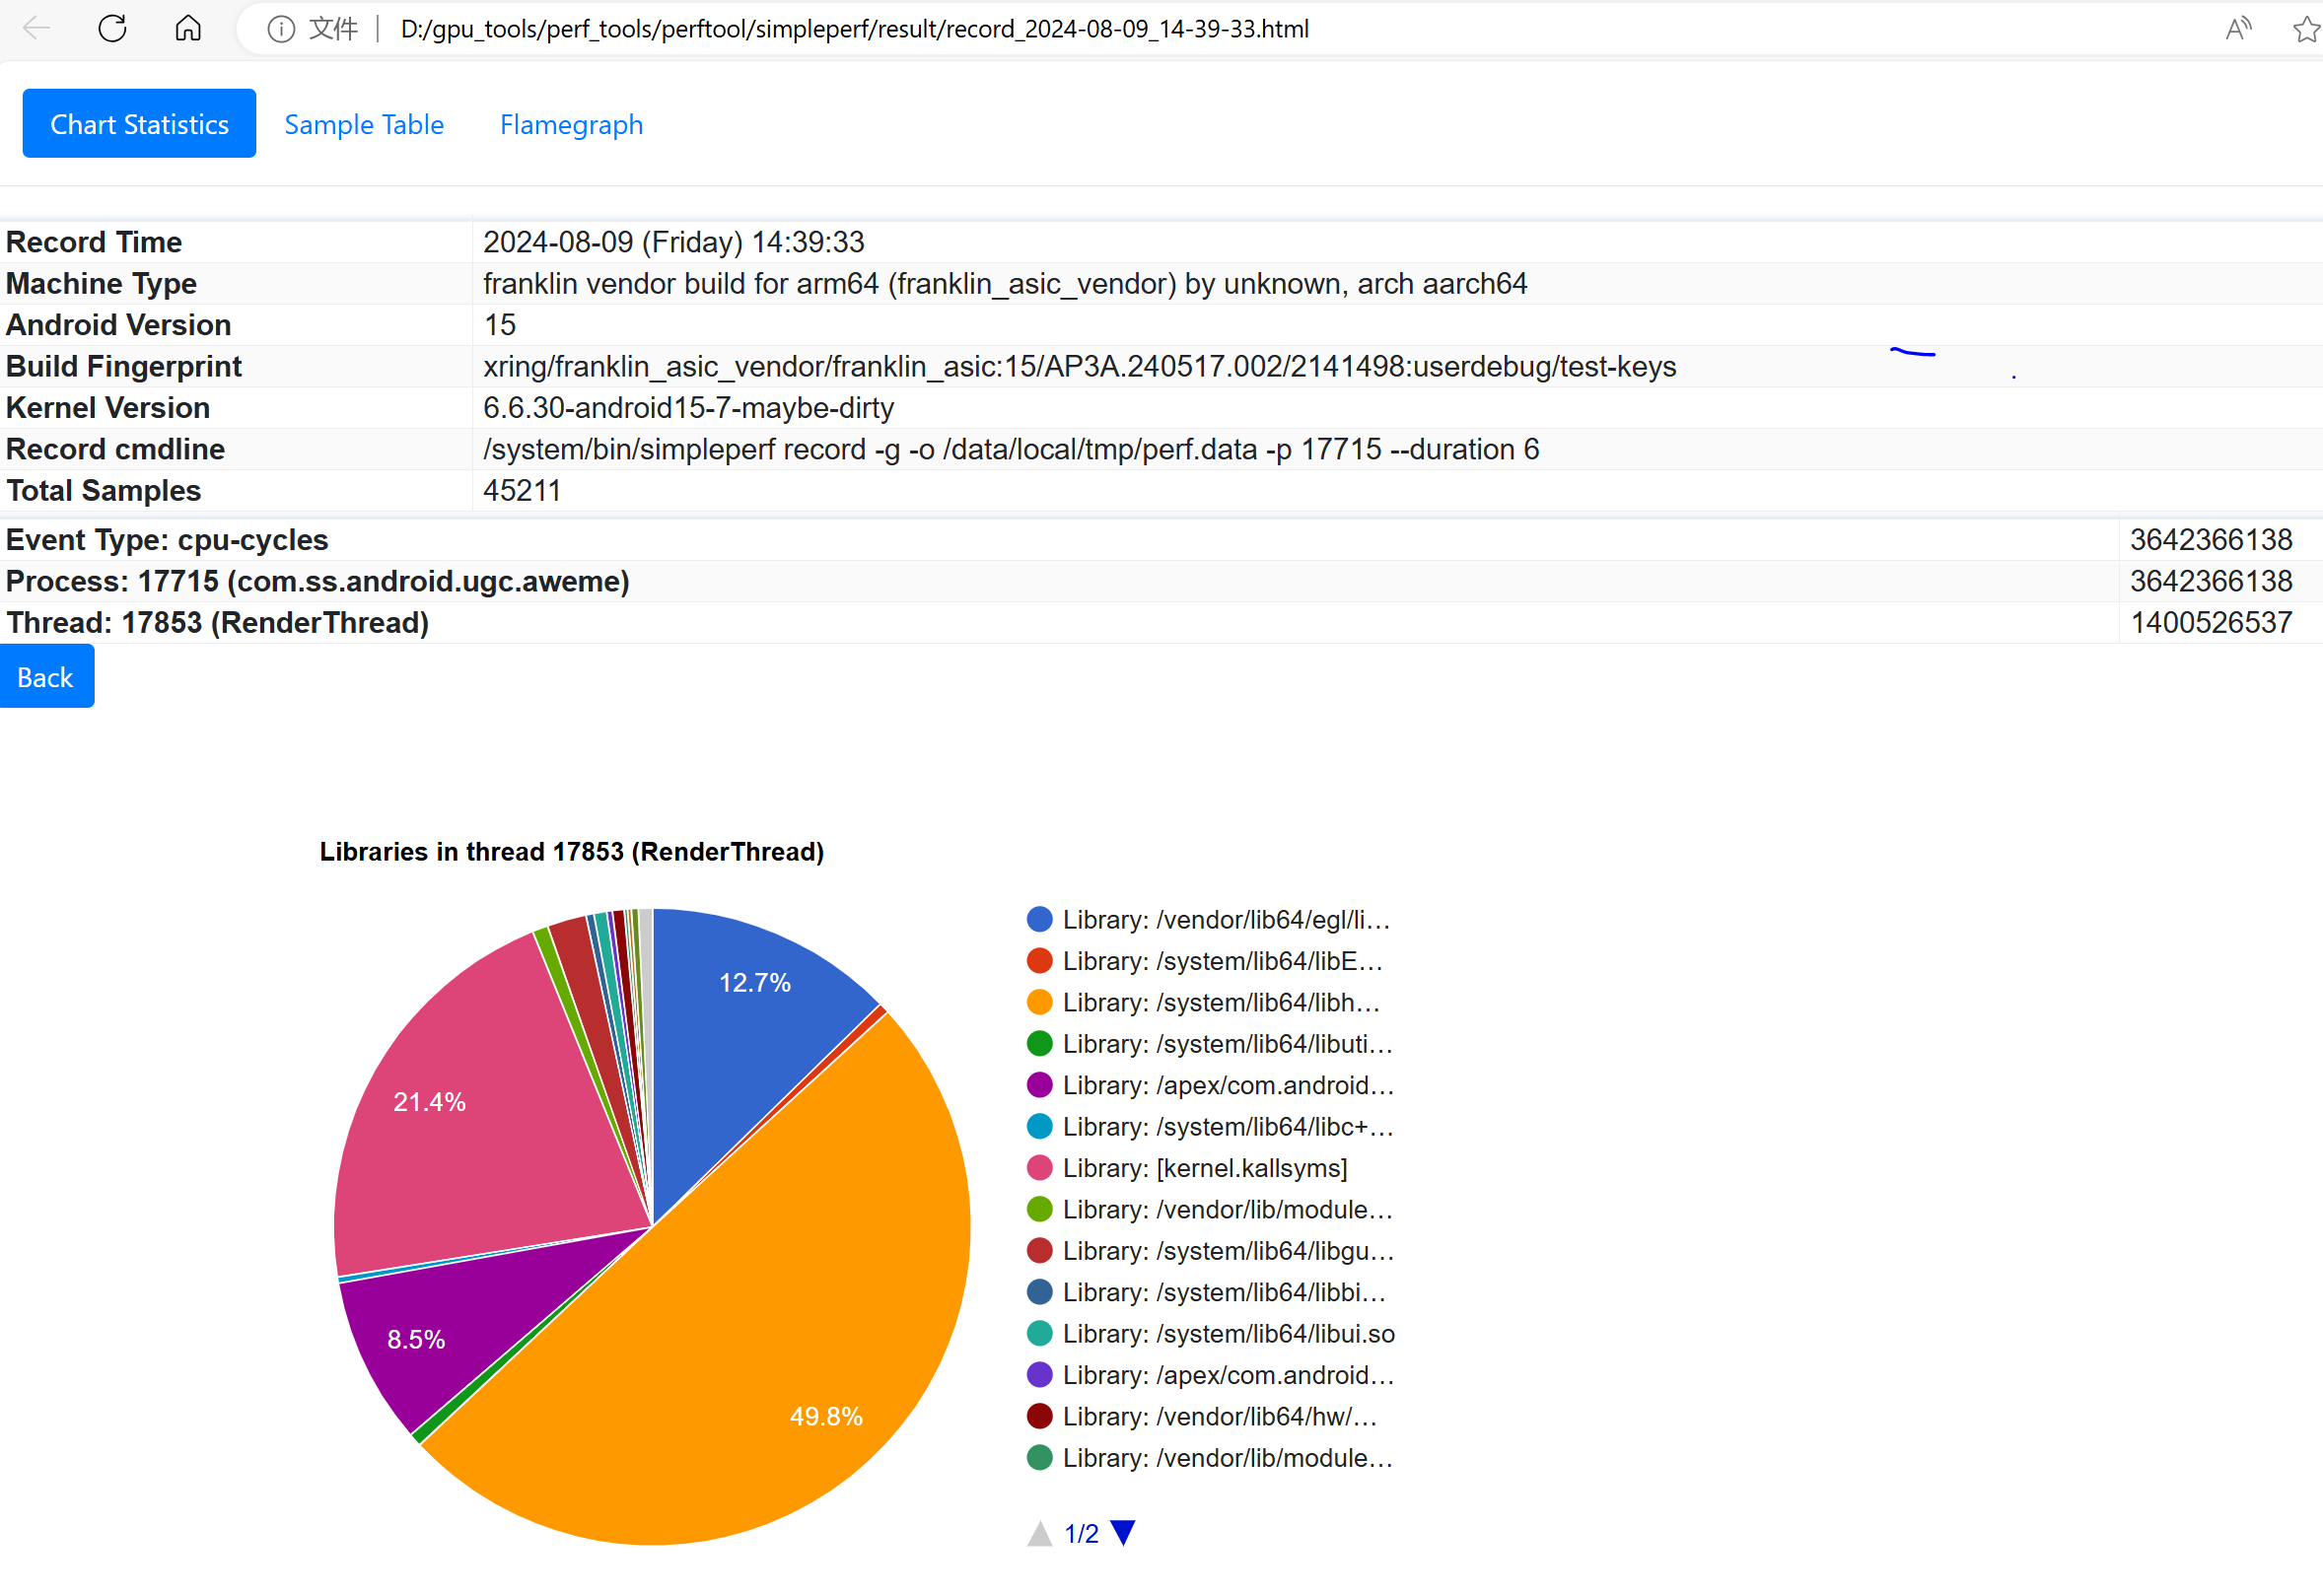 文件 D:/gpu_tools/perf_tools/perftool/simpleperf/result/record_2024-08-09_14-39-33.html
Chart Statistics Sample Table Flamegraph
Record Time 2024-08-09 (Friday) 14:39:33
Machine Type franklin vendor build for arm64 (franklin_asic_vendor) by unknown, arch aarch64
Android Version 15
Build Fingerprint xring/franklin_asic_vendor/franklin_asic:15/AP3A.240517.002/2141498:userdebug/test-keys
Kernel Version 6.6.30-android15-7-maybe-dirty
Record cmdline /system/bin/simpleperf record -g -o /data/local/tmp/perf.data -p 17715 --duration 6
Total Samples 45211
Event Type: cpu-cycles 3642366138
Process: 17715 (com.ss.android.ugc.aweme) 3642366138
Thread: 17853 (RenderThread) 1400526537
Back
Libraries in thread 17853 (RenderThread)
12.7%
21.4%
8.5%
49.8%
Library: /vendor/lib64/egl/li…
Library: /system/lib64/libE…
Library: /system/lib64/libh…
Library: /system/lib64/libuti…
Library: /apex/com.android…
Library: /system/lib64/libc+…
Library: [kernel.kallsyms]
Library: /vendor/lib/module…
Library: /system/lib64/libgu…
Library: /system/lib64/libbi…
Library: /system/lib64/libui.so
Library: /apex/com.android…
Library: /vendor/lib64/hw/…
Library: /vendor/lib/module…
1/2